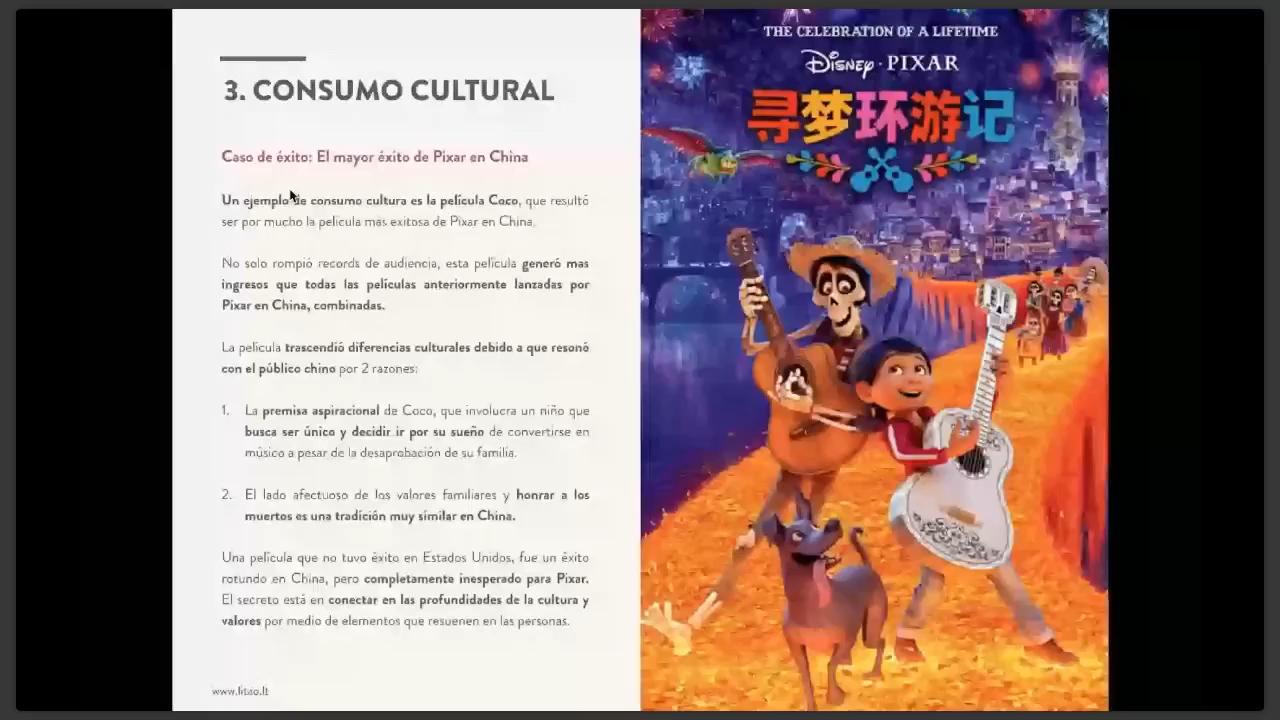 3. CONSUMO CULTURAL
Caso de éxito: El mayor éxito de Pixar en China
Un ejemplo de consumo cultura es la película Coco, que resultó
ser por mucho la película mas exitosa de Pixar en China.
No solo rompió records de audiencia, esta película generó mas
ingresos que todas las películas anteriormente lanzadas por
Pixar en China, combinadas.
La película trascendió diferencias culturales debido a que resonó
con el público chino por 2 razones:
1. La premisa aspiracional de Coco, que involucra un niño que
busca ser único y decidir ir por su sueño de convertirse en
músico a pesar de la desaprobación de su familia.
2. El lado afectuoso de los valores familiares y honrar a los
muertos es una tradición muy similar en China.
Una película que no tuvo éxito en Estados Unidos, fue un éxito
rotundo en China, pero completamente inesperado para Pixar.
El secreto está en conectar en las profundidades de la cultura y
valores por medio de elementos que resuenen en las personas.
www.litao.lt
THE CELEBRATION OF A LIFETIME
Disney · PIXAR
寻梦环游记